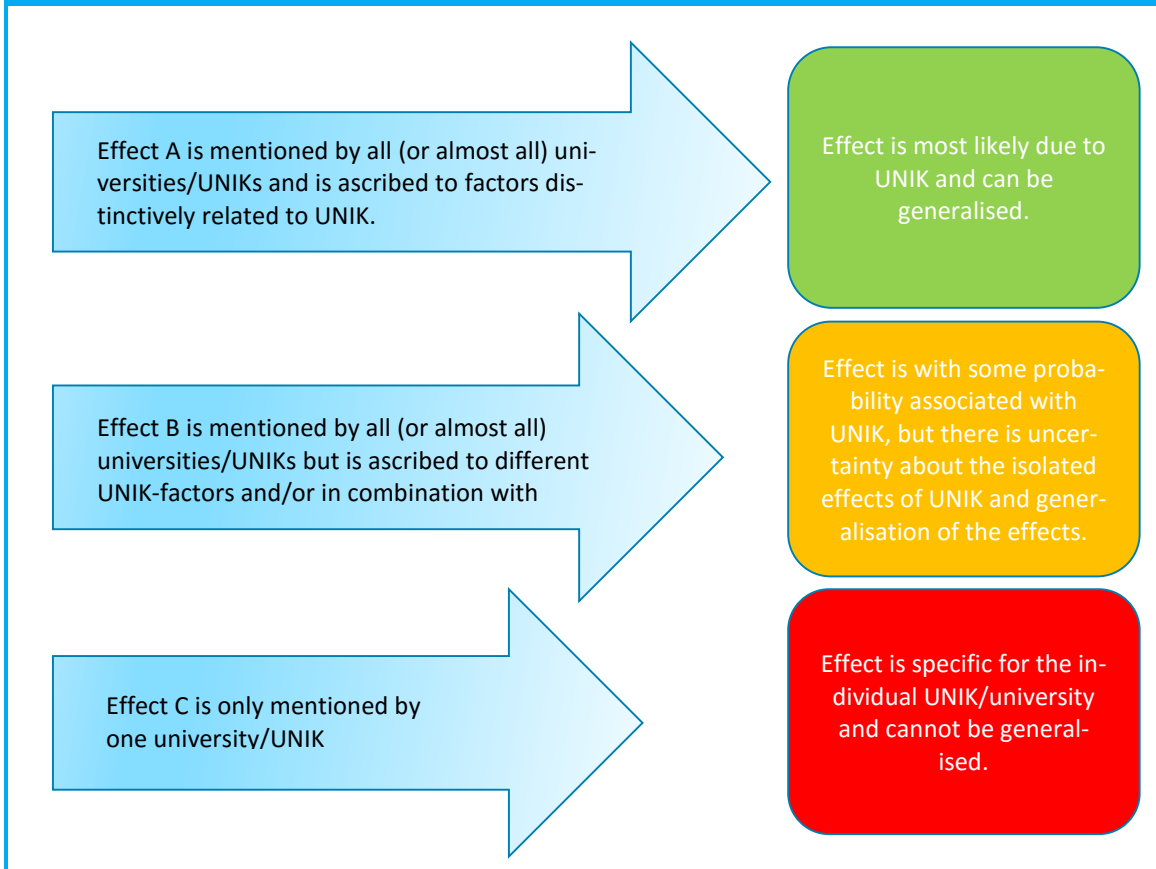 Effect A is mentioned by all (or almost all) uni-
versities/UNIKs and is ascribed to factors dis-
tinctively related to UNIK.
Effect is most likely due to
UNIK and can be
generalised.
Effect B is mentioned by all (or almost all)
universities/UNIKs but is ascribed to different
UNIK-factors and/or in combination with
Effect is with some proba-
bility associated with
UNIK, but there is uncer-
tainty about the isolated
effects of UNIK and gener-
alisation of the effects.
Effect C is only mentioned by
one university/UNIK
Effect is specific for the in-
dividual UNIK/university
and cannot be general-
ised.